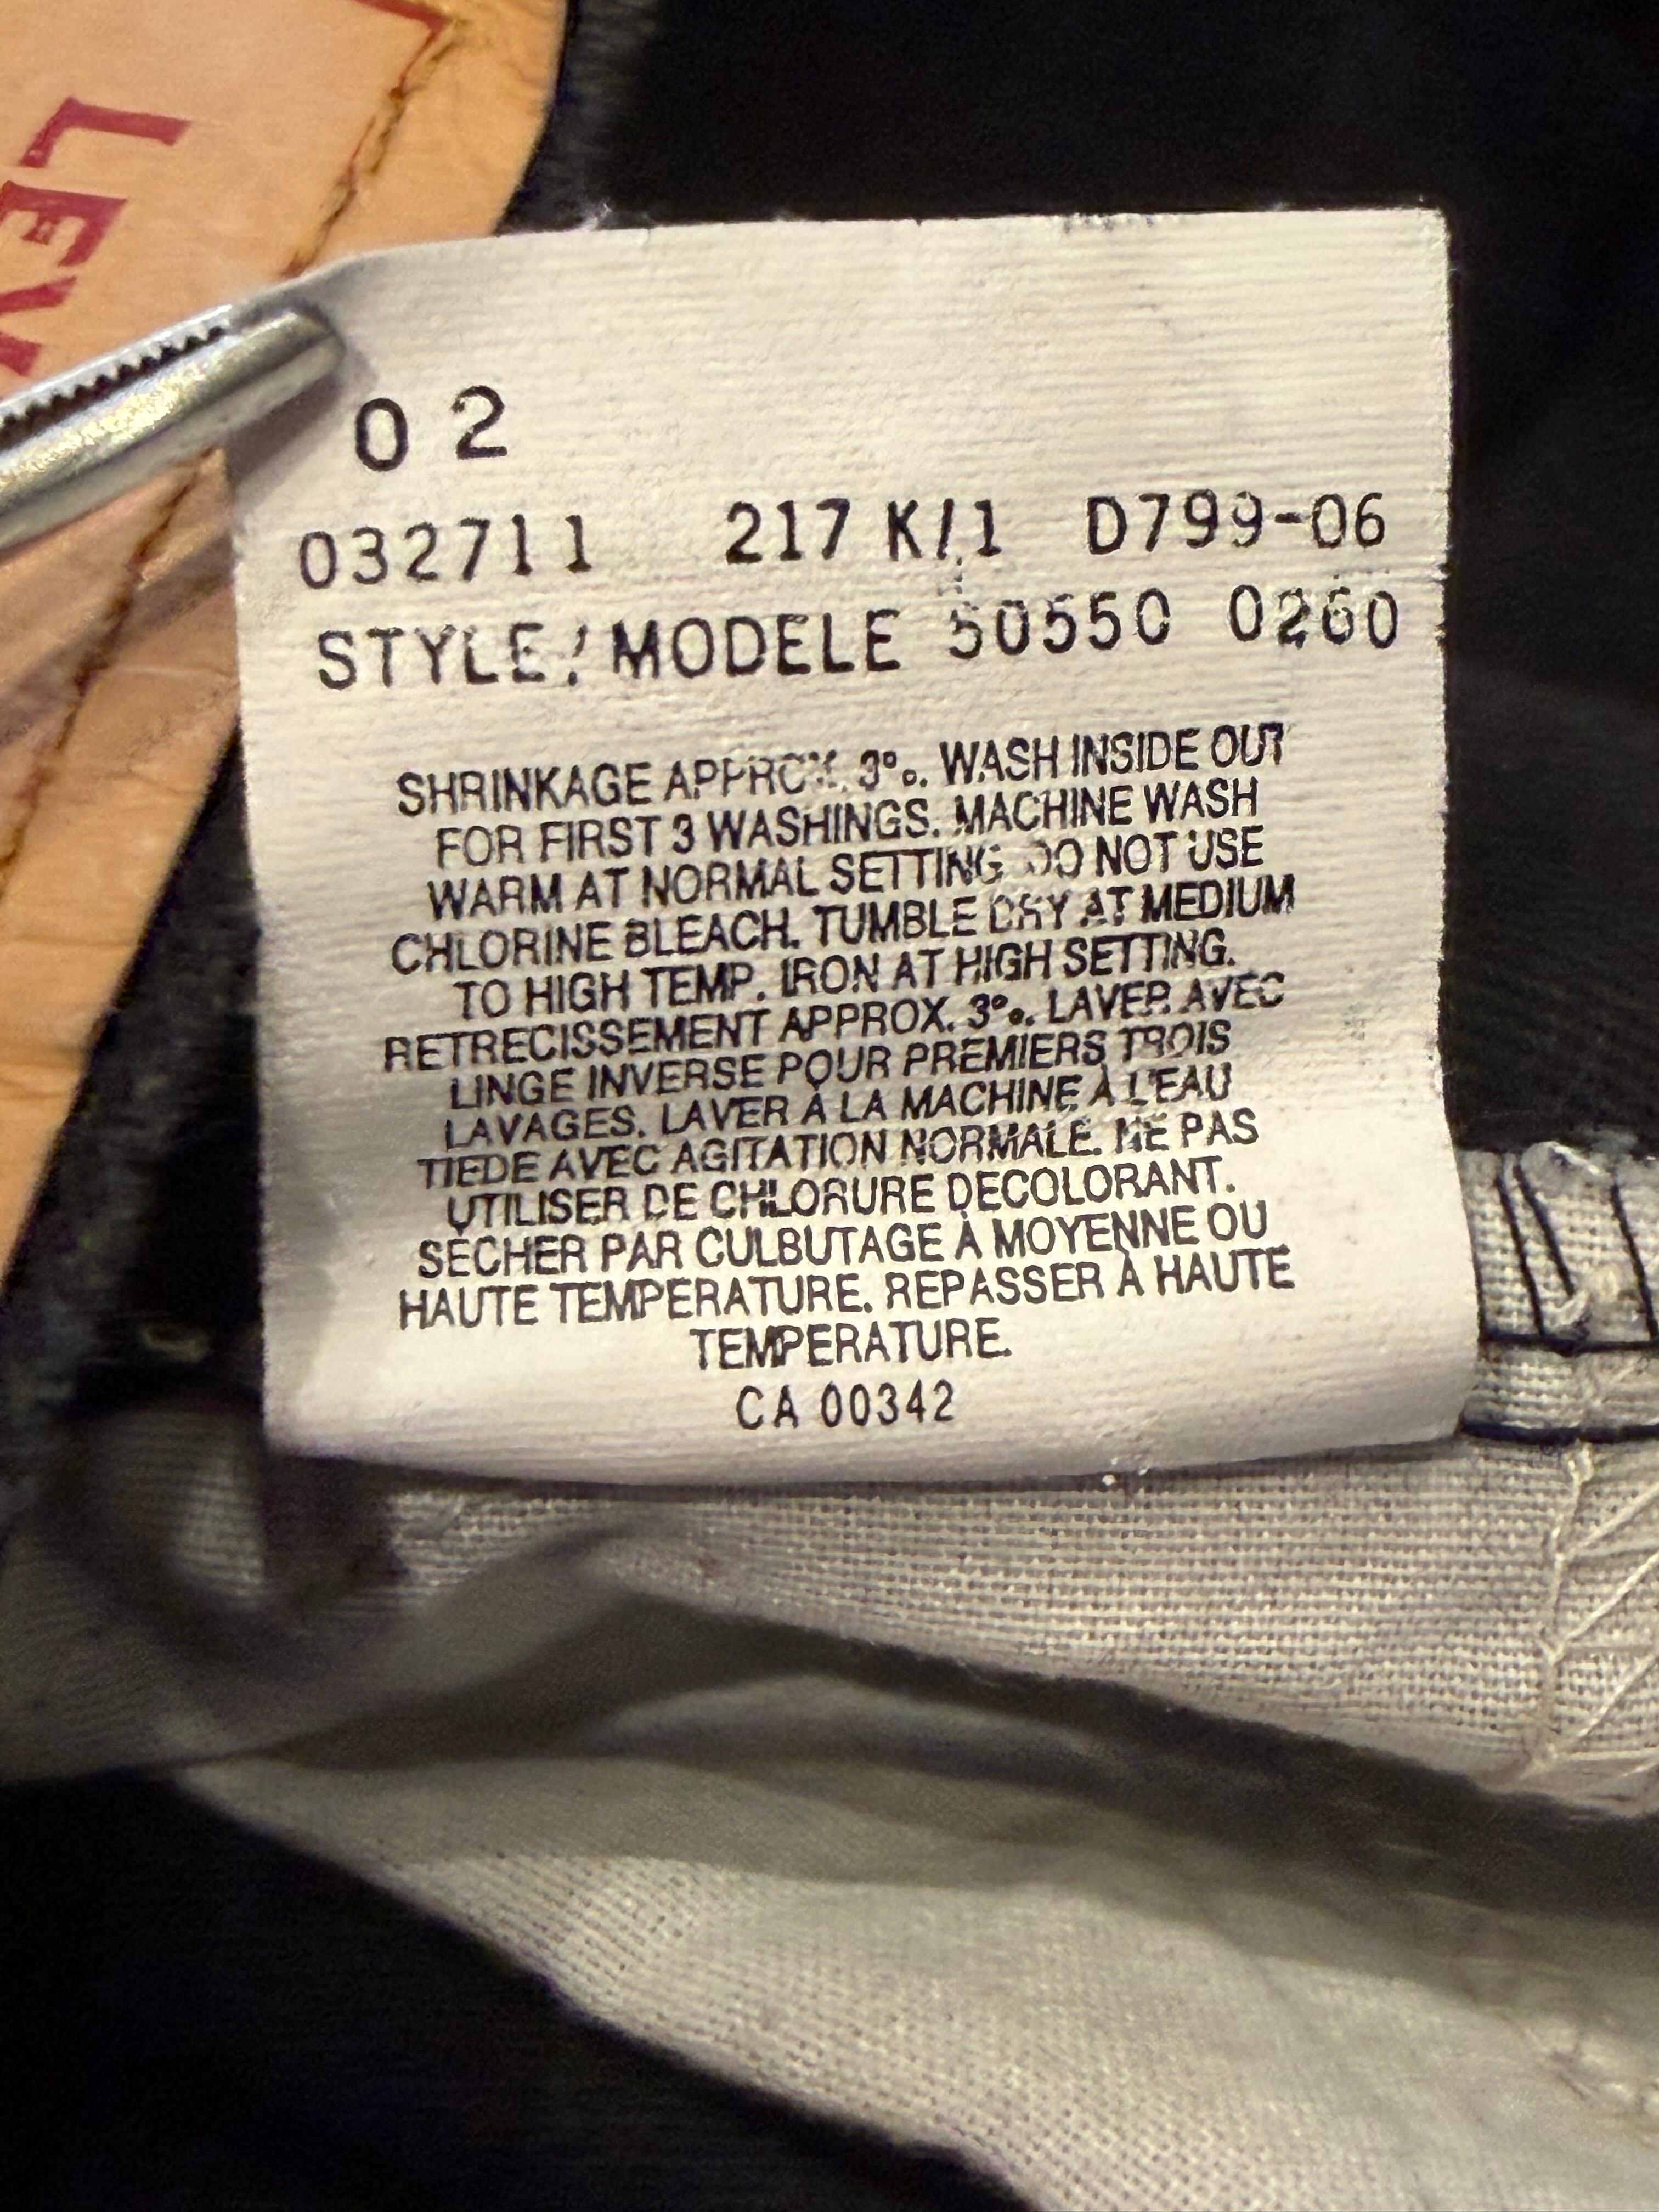 LEV
02
032711 217 K/1 D799-06
STYLE/MODELE 50550 0260
SHRINKAGE APPROX. 3%. WASH INSIDE OUT
FOR FIRST 3 WASHINGS. MACHINE WASH
WARM AT NORMAL SETTING. DO NOT USE
CHLORINE BLEACH. TUMBLE DRY AT MEDIUM
TO HIGH TEMP. IRON AT HIGH SETTING.
RETRECISSEMENT APPROX. 3%. LAVER AVEC
LINGE INVERSE POUR PREMIERS TROIS
LAVAGES. LAVER À LA MACHINE À L'EAU
TIEDE AVEC AGITATION NORMALE. NE PAS
UTILISER DE CHLORURE DECOLORANT.
SECHER PAR CULBUTAGE À MOYENNE OU
HAUTE TEMPERATURE. REPASSER À HAUTE
TEMPERATURE.
CA 00342